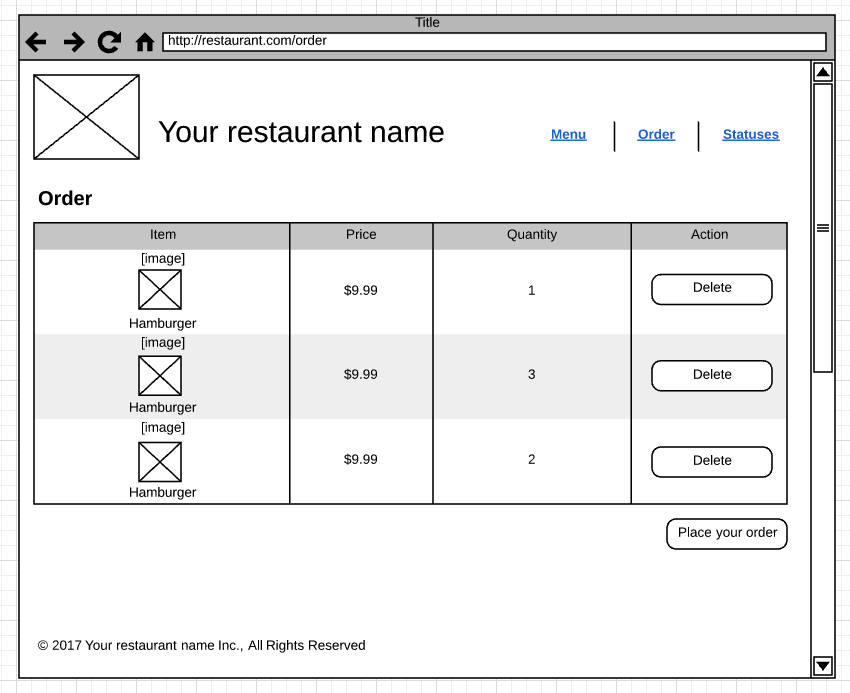 Title
http://restaurant.com/order
Your restaurant name
Menu
Order
Statuses
Order
Item Price Quantity Action
[image]
Hamburger
$9.99
1
Delete
[image]
Hamburger
$9.99
3
Delete
[image]
Hamburger
$9.99
2
Delete
Place your order
© 2017 Your restaurant name Inc., All Rights Reserved